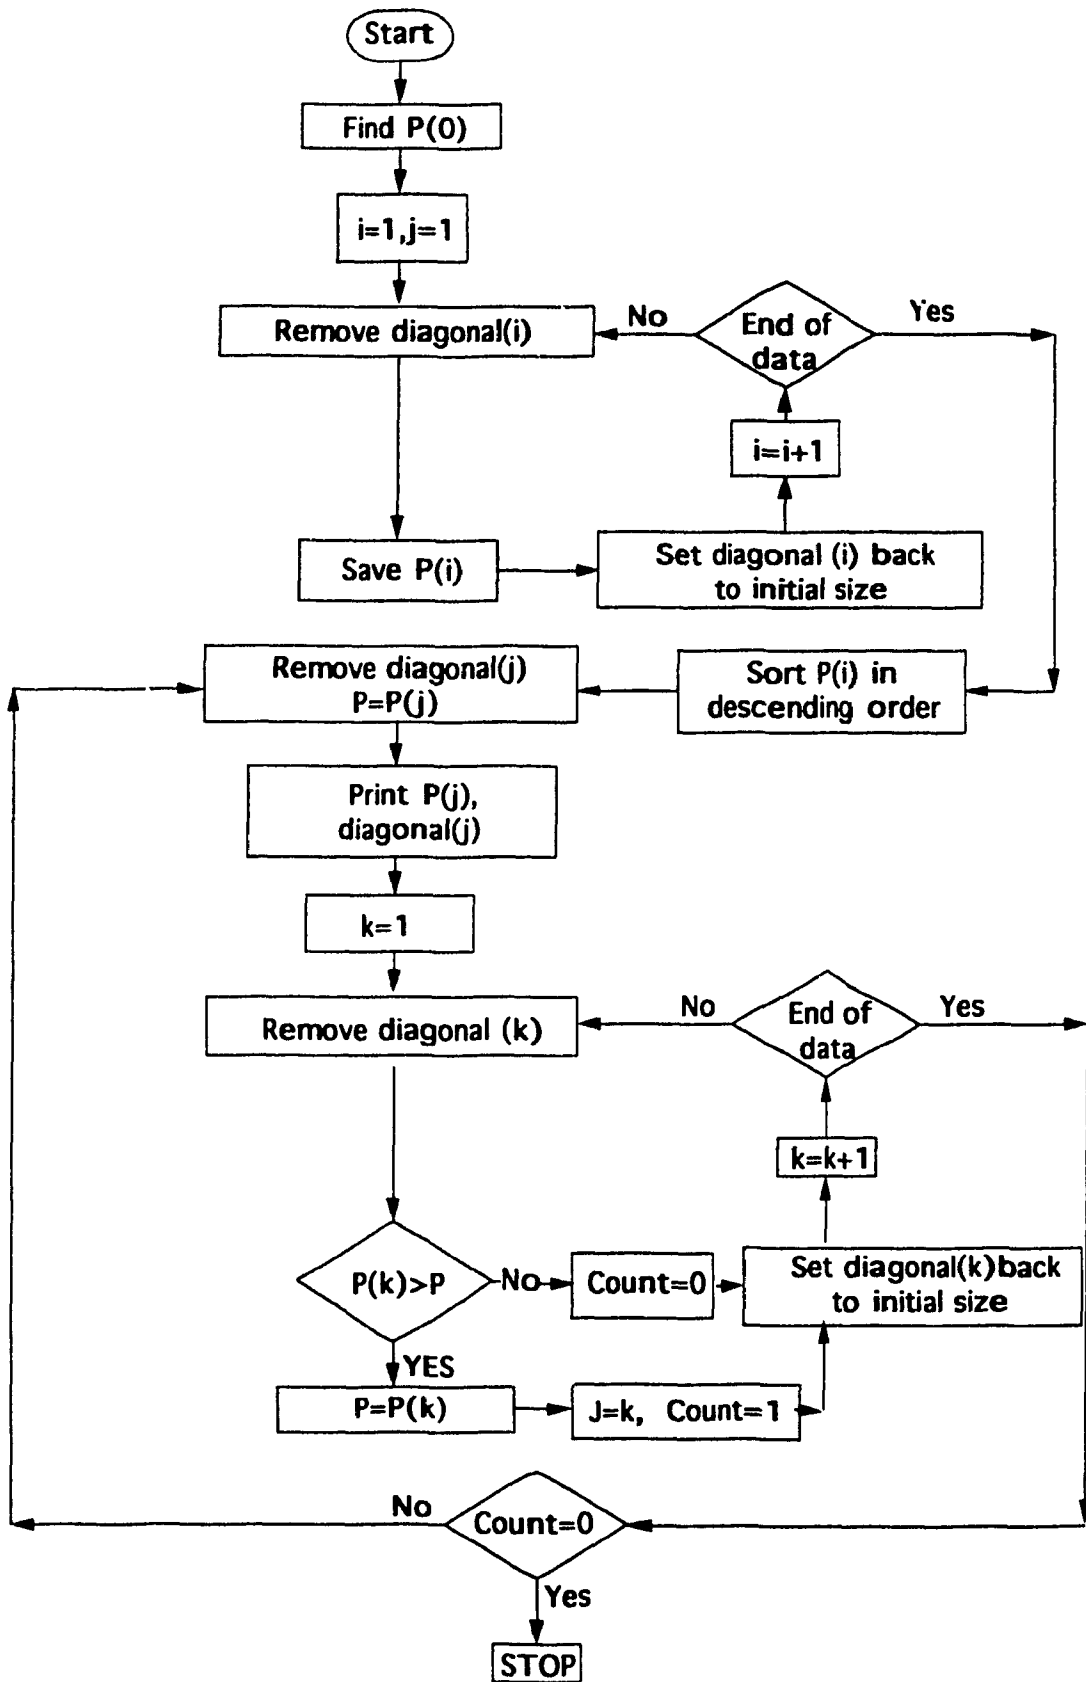 Start
Find P(0)
i=1,j=1
Remove diagonal(i)
No
End of
data
Yes
i=i+1
Save P(i)
Set diagonal (i) back
to initial size
Remove diagonal(j)
P=P(j)
Sort P(i) in
descending order
Print P(j),
diagonal(j)
k=1
Remove diagonal (k)
No
End of
data
Yes
k=k+1
P(k)>P
No
Count=0
Set diagonal(k)back
to initial size
YES
P=P(k)
J=k, Count=1
No
Count=0
Yes
STOP